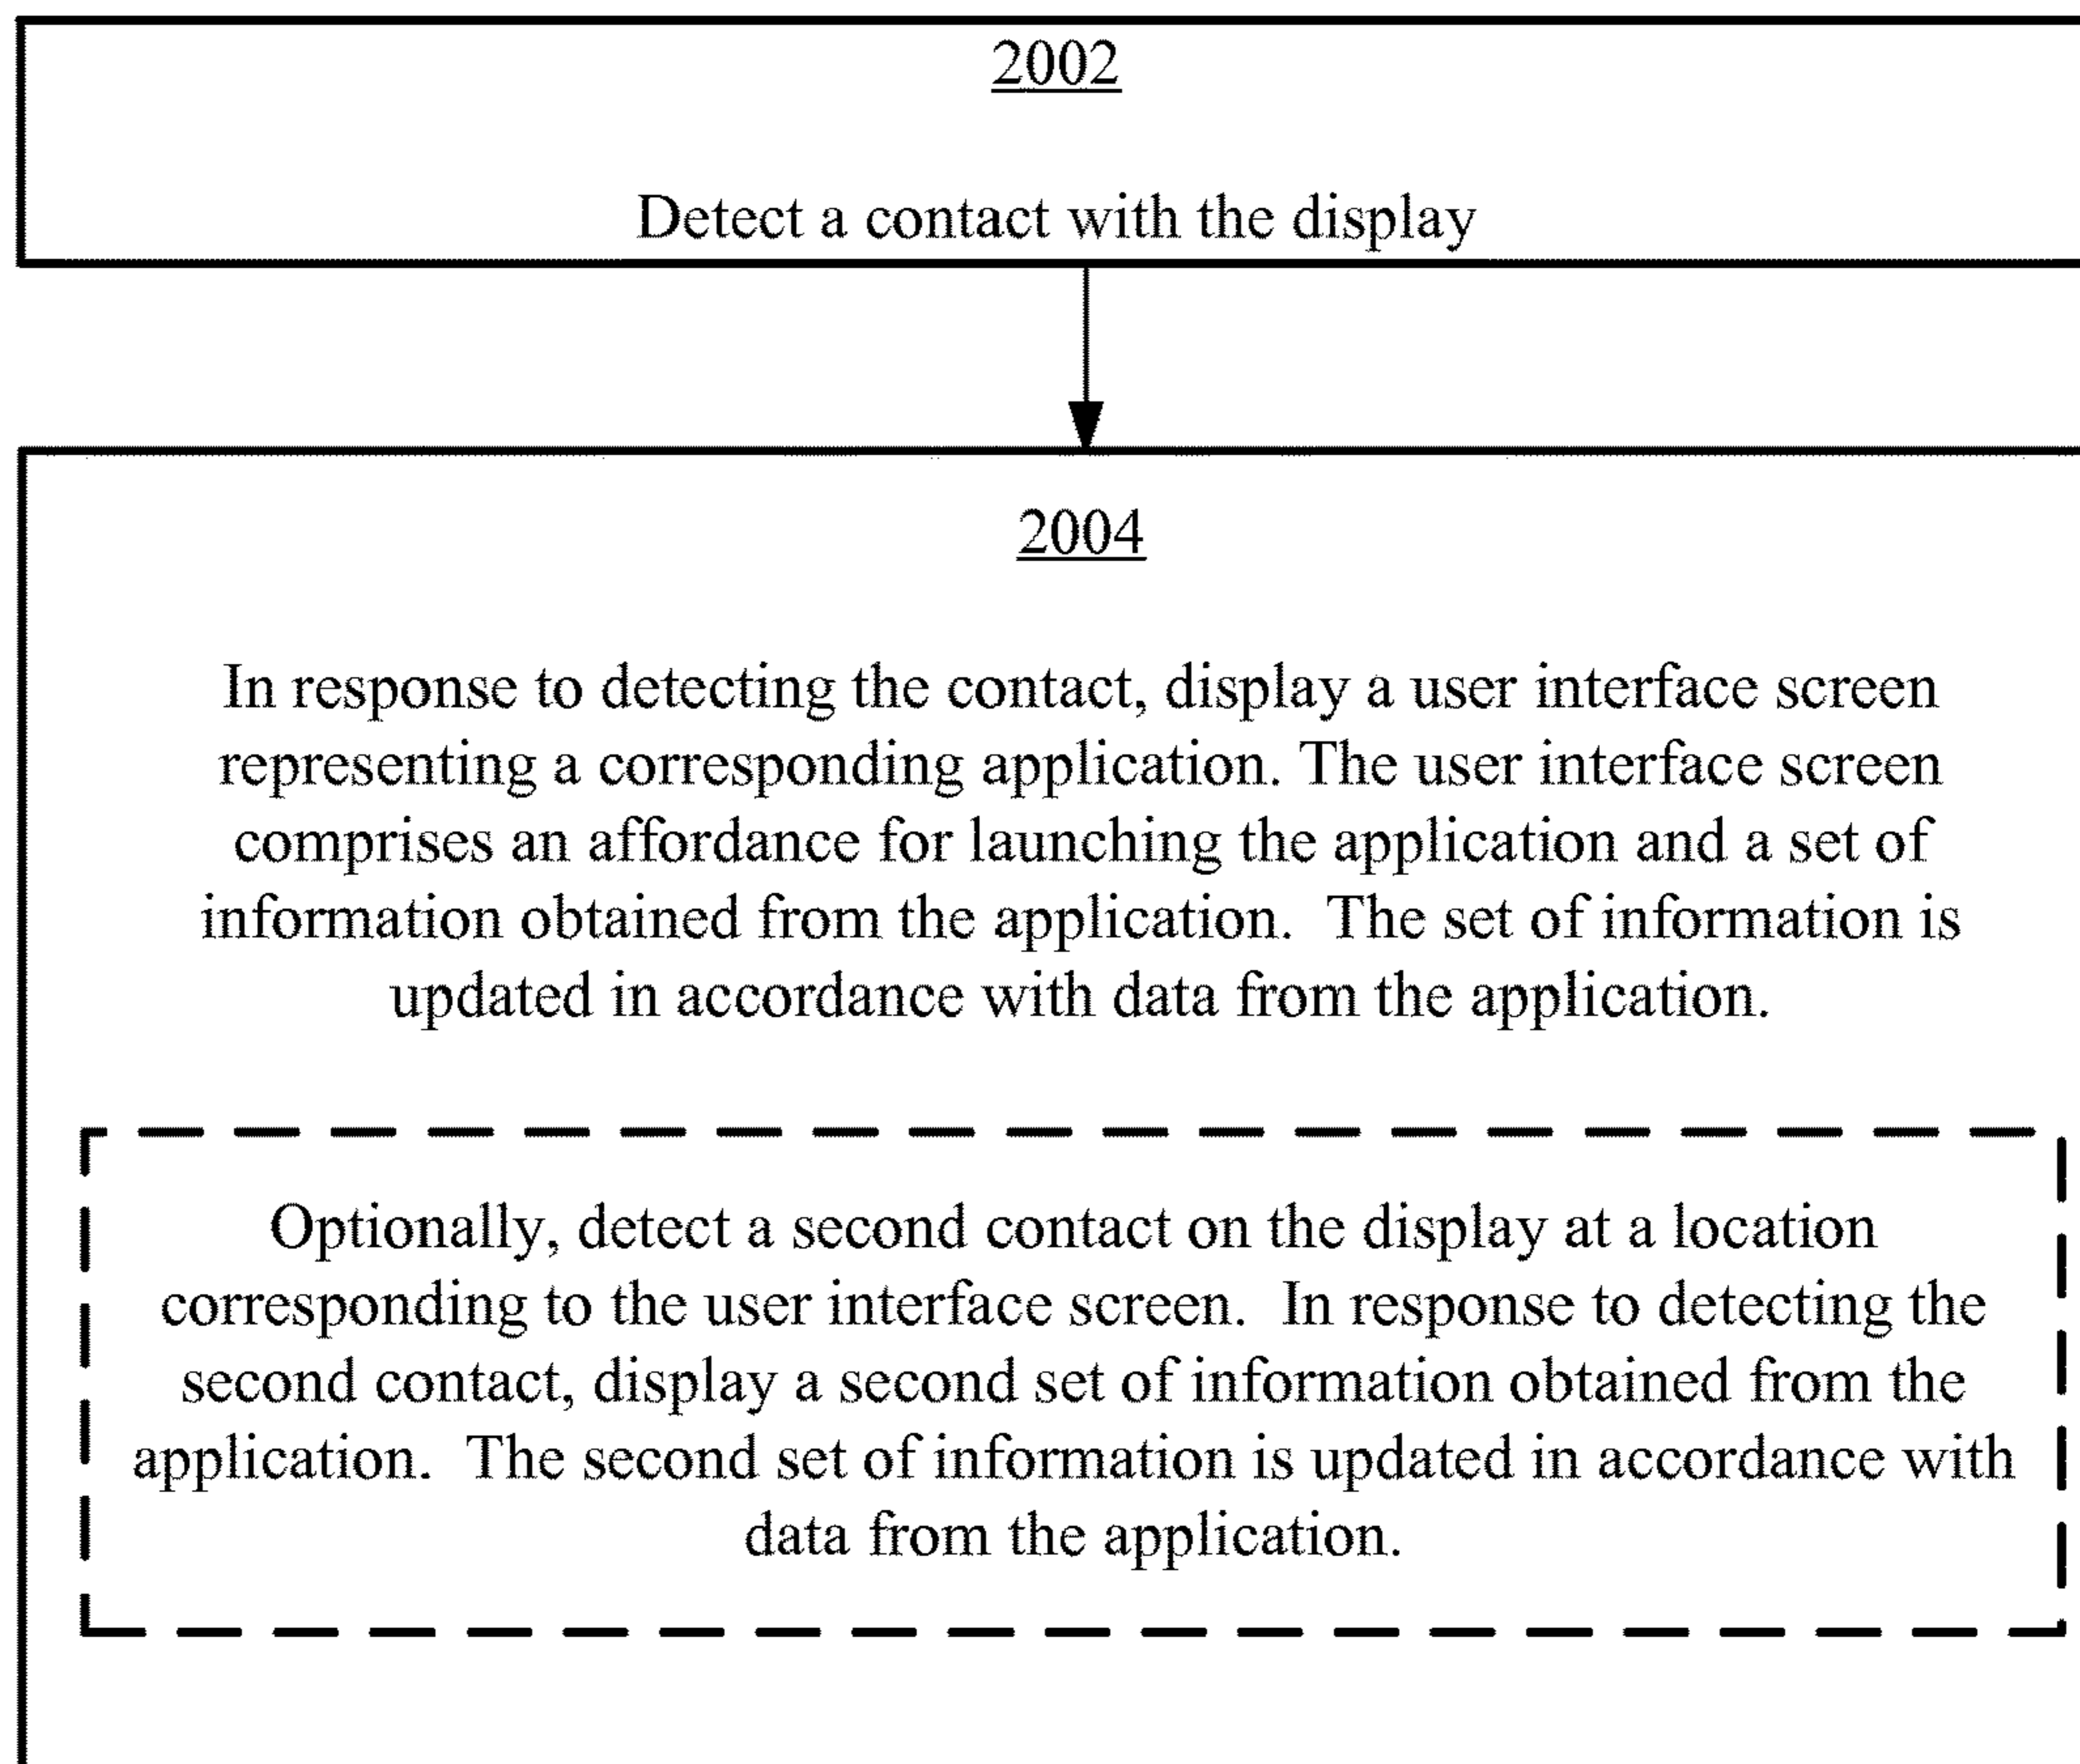 2002
Detect a contact with the display
2004
In response to detecting the contact, display a user interface screen
representing a corresponding application. The user interface screen
comprises an affordance for launching the application and a set of
information obtained from the application.  The set of information is
updated in accordance with data from the application.
Optionally, detect a second contact on the display at a location
corresponding to the user interface screen.  In response to detecting the
second contact, display a second set of information obtained from the
application.  The second set of information is updated in accordance with
data from the application.